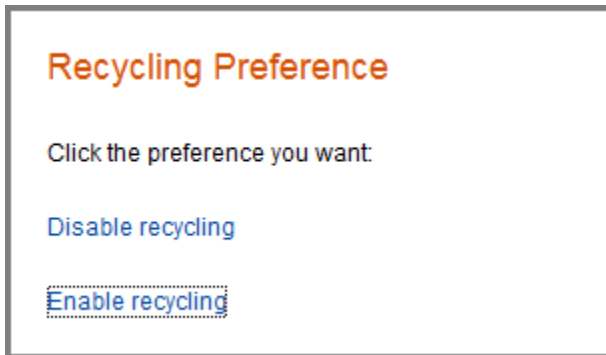 Recycling Preference
Click the preference you want:
Disable recycling
Enable recycling